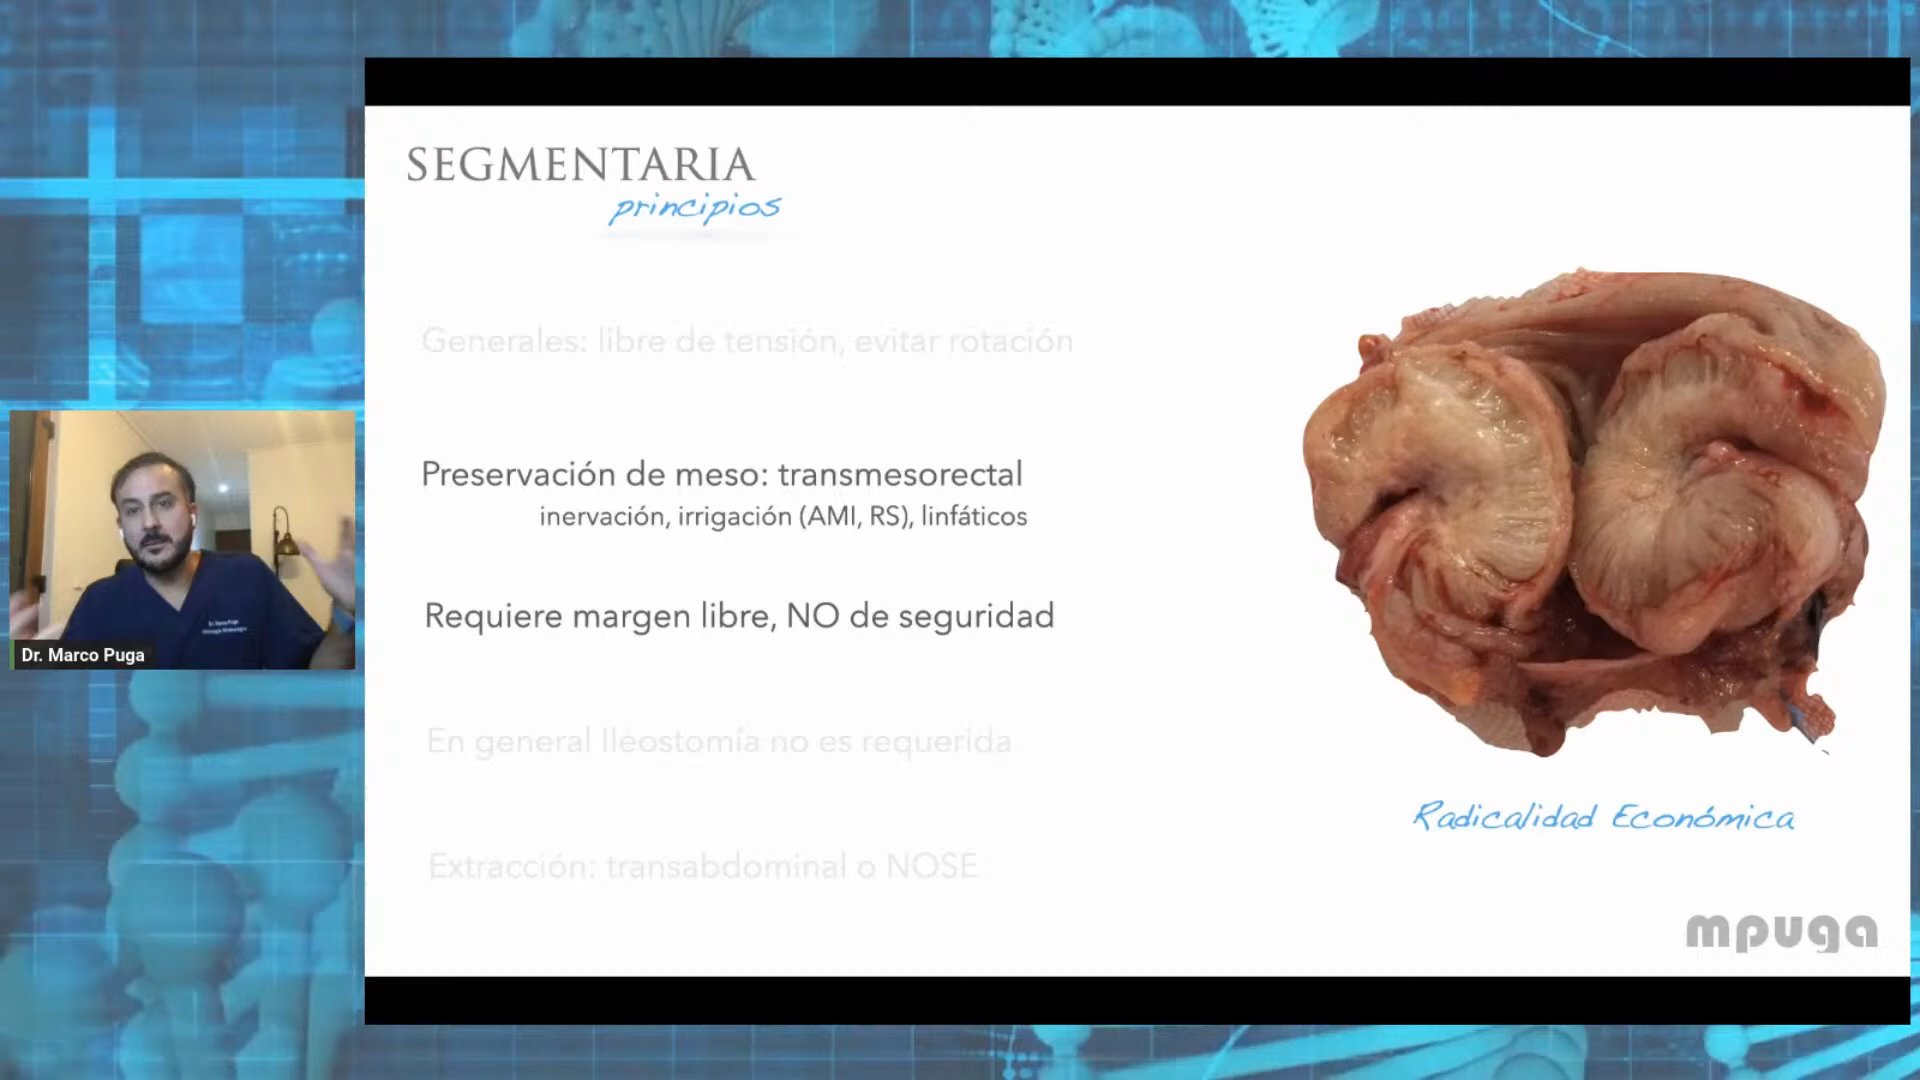 SEGMENTARIA
principios
Generales: libre de tensión, evitar rotación
Preservación de meso: transmesorectal
inervación, irrigación (AMI, RS), linfáticos
Requiere margen libre, NO de seguridad
En general Ileostomía no es requerida
Extracción: transabdominal o NOSE
Radicalidad Económica
mpuga
Dr. Marco Puga